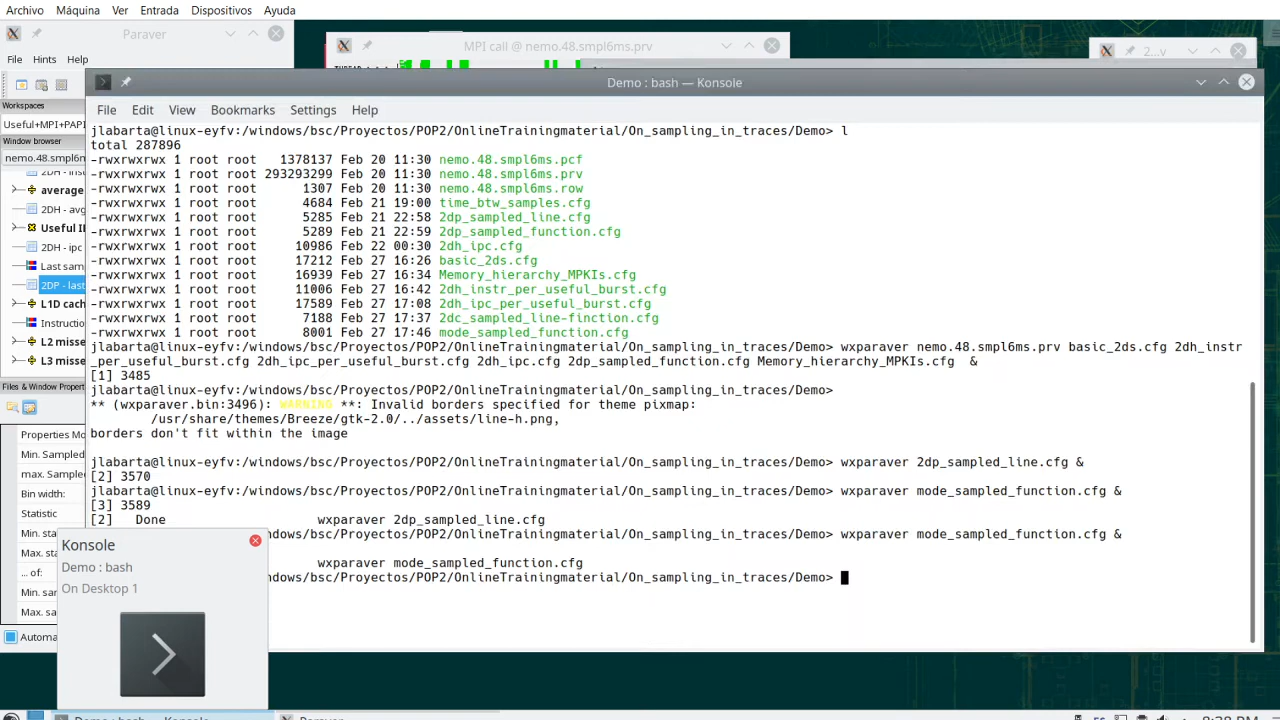 Archivo Máquina Ver Entrada Dispositivos Ayuda
Paraver
MPI call @ nemo.48.smpl6ms.prv
2...v
File Hints Help
Demo : bash — Konsole
Workspaces
Useful+MPI+PAPI
Window browser
nemo.48.smpl6m
average
2DH - avg
Useful I
2DH - ipc
Last sam
2DP - last
L1D cach
Instructio
L2 misse
L3 misse
Files & Window Propert
Properties Mo
Min. Sampled
max. Sample
Bin width:
Statistic
Min. st
Max. sta
... of:
Min. sar
Max. sa
Automa
File Edit View Bookmarks Settings Help
jlabarta@linux-eyfv:/windows/bsc/Proyectos/POP2/OnlineTrainingmaterial/On_sampling_in_traces/Demo> l
total 287896
-rwxrwxrwx 1 root root 1378137 Feb 20 11:30 nemo.48.smpl6ms.pcf
-rwxrwxrwx 1 root root 293293299 Feb 20 11:30 nemo.48.smpl6ms.prv
-rwxrwxrwx 1 root root 1307 Feb 20 11:30 nemo.48.smpl6ms.row
-rwxrwxrwx 1 root root 4684 Feb 21 19:00 time_btw_samples.cfg
-rwxrwxrwx 1 root root 5285 Feb 21 22:58 2dp_sampled_line.cfg
-rwxrwxrwx 1 root root 5289 Feb 21 22:59 2dp_sampled_function.cfg
-rwxrwxrwx 1 root root 10986 Feb 22 00:30 2dh_ipc.cfg
-rwxrwxrwx 1 root root 17212 Feb 27 16:26 basic_2ds.cfg
-rwxrwxrwx 1 root root 16939 Feb 27 16:34 Memory_hierarchy_MPKIs.cfg
-rwxrwxrwx 1 root root 11006 Feb 27 16:42 2dh_instr_per_useful_burst.cfg
-rwxrwxrwx 1 root root 17589 Feb 27 17:08 2dh_ipc_per_useful_burst.cfg
-rwxrwxrwx 1 root root 7188 Feb 27 17:37 2dc_sampled_line-finction.cfg
-rwxrwxrwx 1 root root 8001 Feb 27 17:46 mode_sampled_function.cfg
jlabarta@linux-eyfv:/windows/bsc/Proyectos/POP2/OnlineTrainingmaterial/On_sampling_in_traces/Demo> wxparaver nemo.48.smpl6ms.prv basic_2ds.cfg 2dh_instr
_per_useful_burst.cfg 2dh_ipc_per_useful_burst.cfg 2dh_ipc.cfg 2dp_sampled_function.cfg Memory_hierarchy_MPKIs.cfg &
[1] 3485
jlabarta@linux-eyfv:/windows/bsc/Proyectos/POP2/OnlineTrainingmaterial/On_sampling_in_traces/Demo>
** (wxparaver.bin:3496): WARNING **: Invalid borders specified for theme pixmap:
/usr/share/themes/Breeze/gtk-2.0/../assets/line-h.png,
borders don't fit within the image
jlabarta@linux-eyfv:/windows/bsc/Proyectos/POP2/OnlineTrainingmaterial/On_sampling_in_traces/Demo> wxparaver 2dp_sampled_line.cfg &
[2] 3570
jlabarta@linux-eyfv:/windows/bsc/Proyectos/POP2/OnlineTrainingmaterial/On_sampling_in_traces/Demo> wxparaver mode_sampled_function.cfg &
[3] 3589
[2] Done wxparaver 2dp_sampled_line.cfg
ndows/bsc/Proyectos/POP2/OnlineTrainingmaterial/On_sampling_in_traces/Demo> wxparaver mode_sampled_function.cfg &
wxparaver mode_sampled_function.cfg
ndows/bsc/Proyectos/POP2/OnlineTrainingmaterial/On_sampling_in_traces/Demo>
Konsole
Demo : bash
On Desktop 1